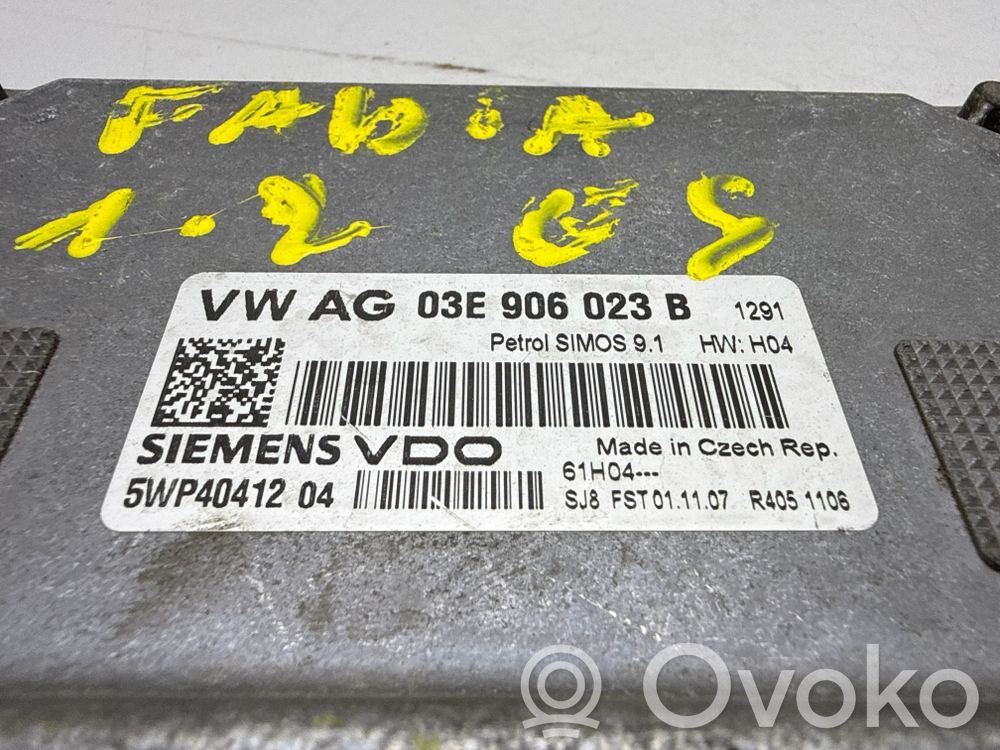 FABiA
1.2 05
VW AG 03E 906 023 B 1291
Petrol SIMOS 9.1 HW: H04
SIEMENS VDO Made in Czech Rep.
61H04---
5WP40412 04 SJ8 FST 01.11.07 R405 1106
Ovoko